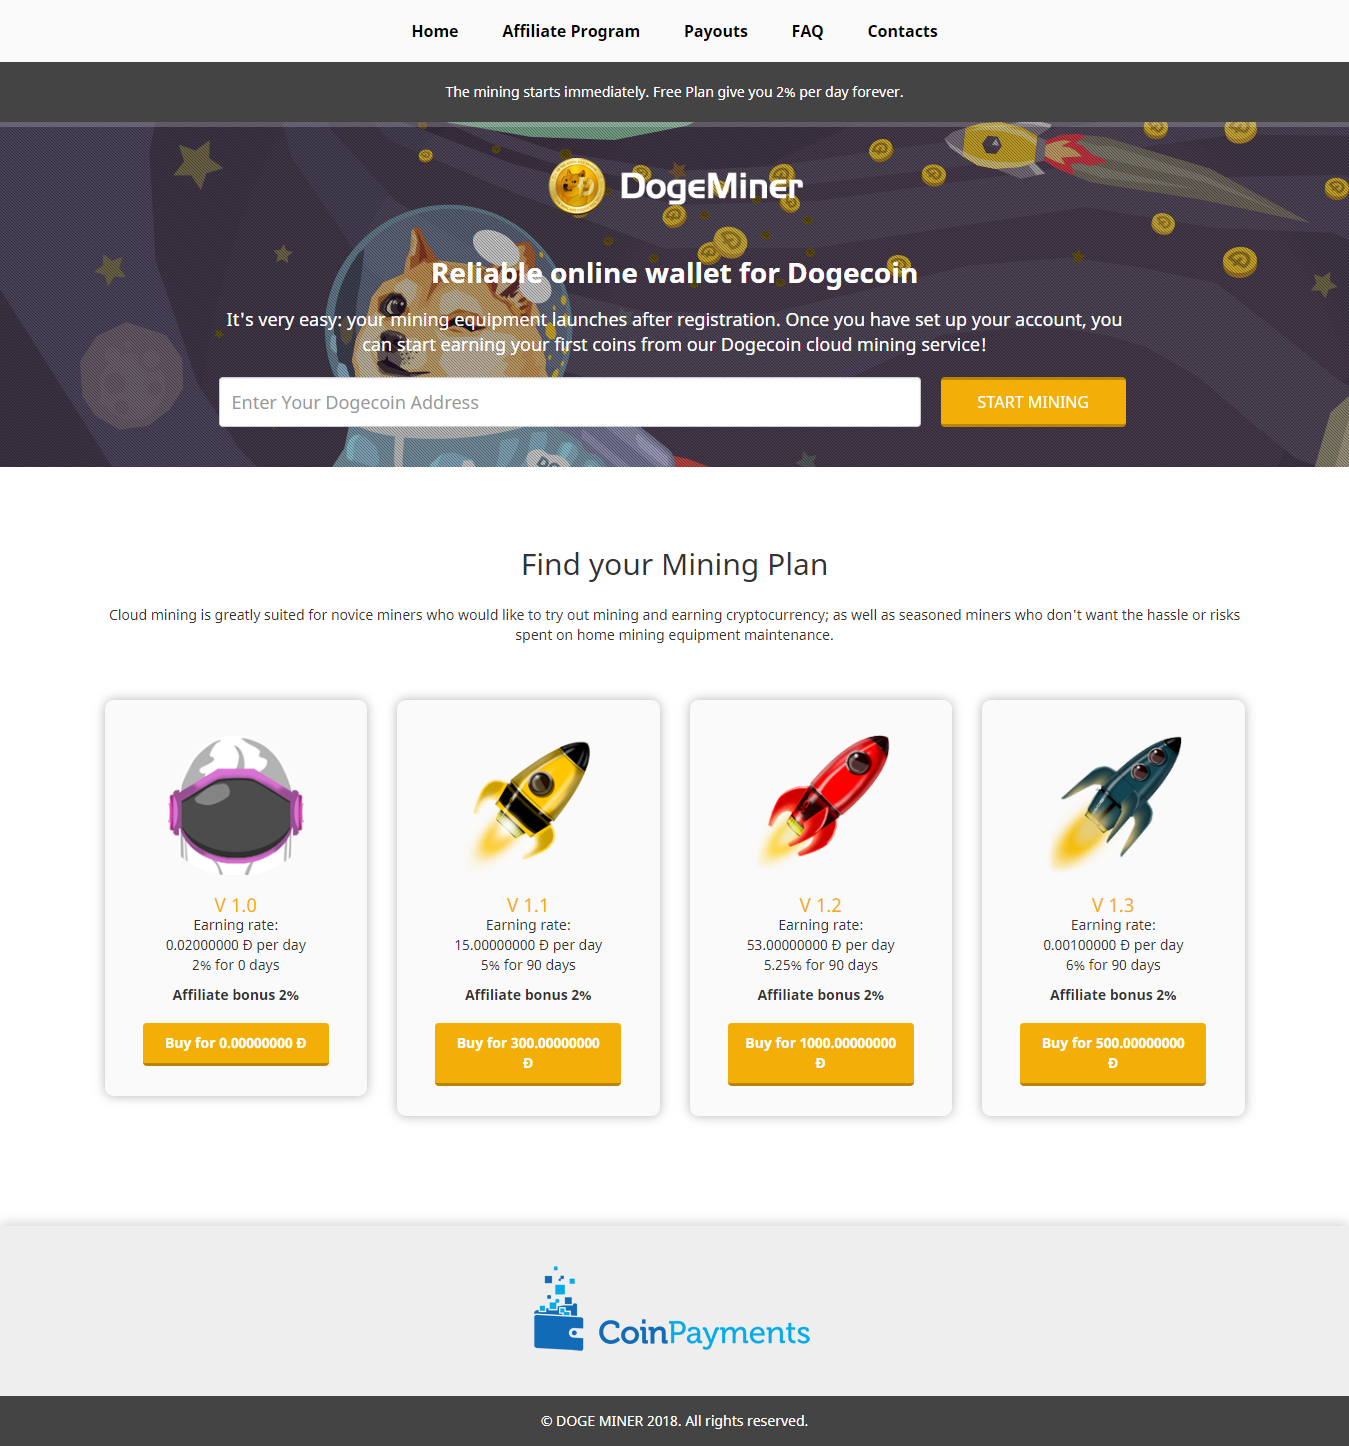 Home Affiliate Program Payouts FAQ Contacts
The mining starts immediately. Free Plan give you 2% per day forever.
DogeMiner
Reliable online wallet for Dogecoin
It's very easy: your mining equipment launches after registration. Once you have set up your account, you
can start earning your first coins from our Dogecoin cloud mining service!
Enter Your Dogecoin Address
START MINING
Find your Mining Plan
Cloud mining is greatly suited for novice miners who would like to try out mining and earning cryptocurrency; as well as seasoned miners who don't want the hassle or risks
spent on home mining equipment maintenance.
V 1.0
Earning rate:
0.02000000 Đ per day
2% for 0 days
Affiliate bonus 2%
Buy for 0.00000000 Đ
V 1.1
Earning rate:
15.00000000 Đ per day
5% for 90 days
Affiliate bonus 2%
Buy for 300.00000000
Đ
V 1.2
Earning rate:
53.00000000 Đ per day
5.25% for 90 days
Affiliate bonus 2%
Buy for 1000.00000000
Đ
V 1.3
Earning rate:
0.00100000 Đ per day
6% for 90 days
Affiliate bonus 2%
Buy for 500.00000000
Đ
CoinPayments
© DOGE MINER 2018. All rights reserved.